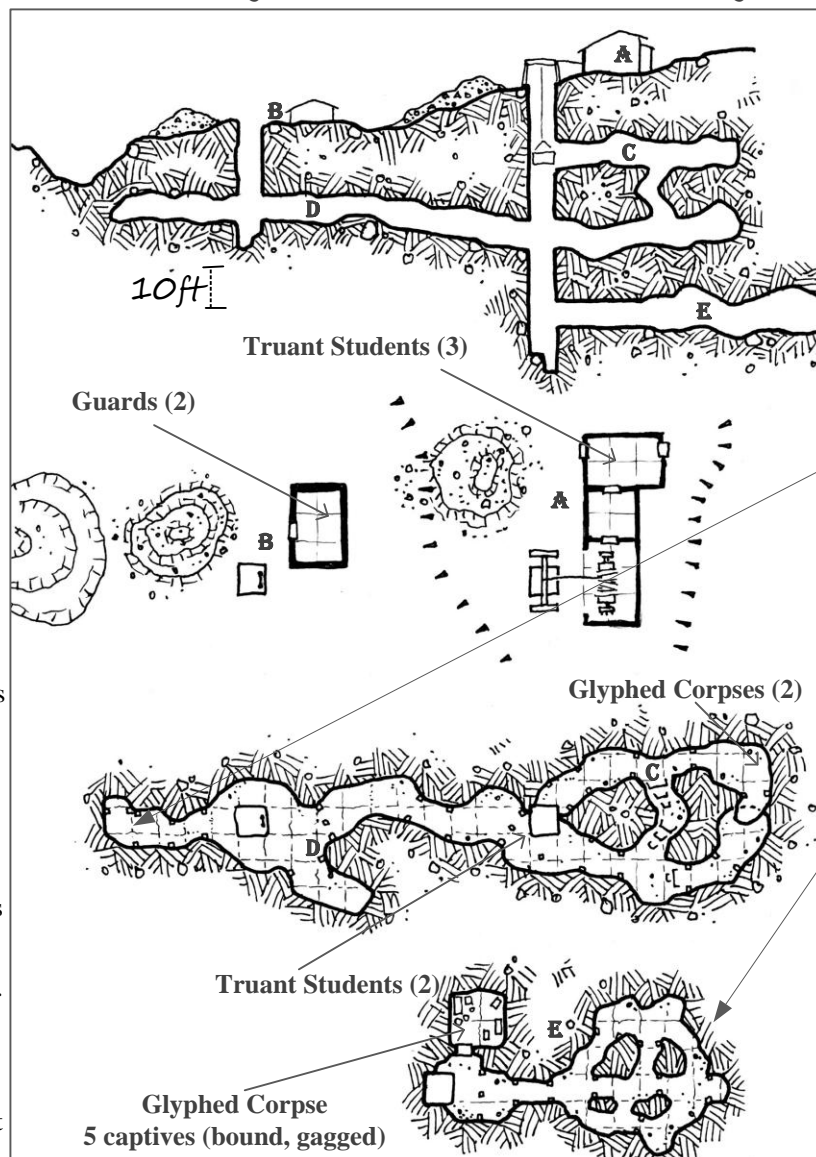 A
B
C
D
10ft
E
Truant Students (3)
Guards (2)
A
B
Glyphed Corpses (2)
C
D
Truant Students (2)
E
Glyphed Corpse
5 captives (bound, gagged)